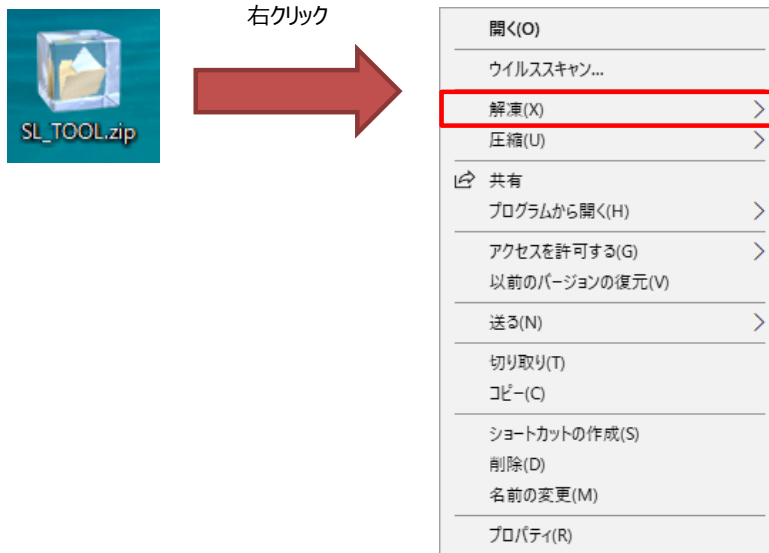 右クリック
SL_TOOL.zip
開く(O)
ウイルススキャン...
解凍(X)
圧縮(U)
共有
プログラムから開く(H)
アクセスを許可する(G)
以前のバージョンの復元(V)
送る(N)
切り取り(T)
コピー(C)
ショートカットの作成(S)
削除(D)
名前の変更(M)
プロパティ(R)